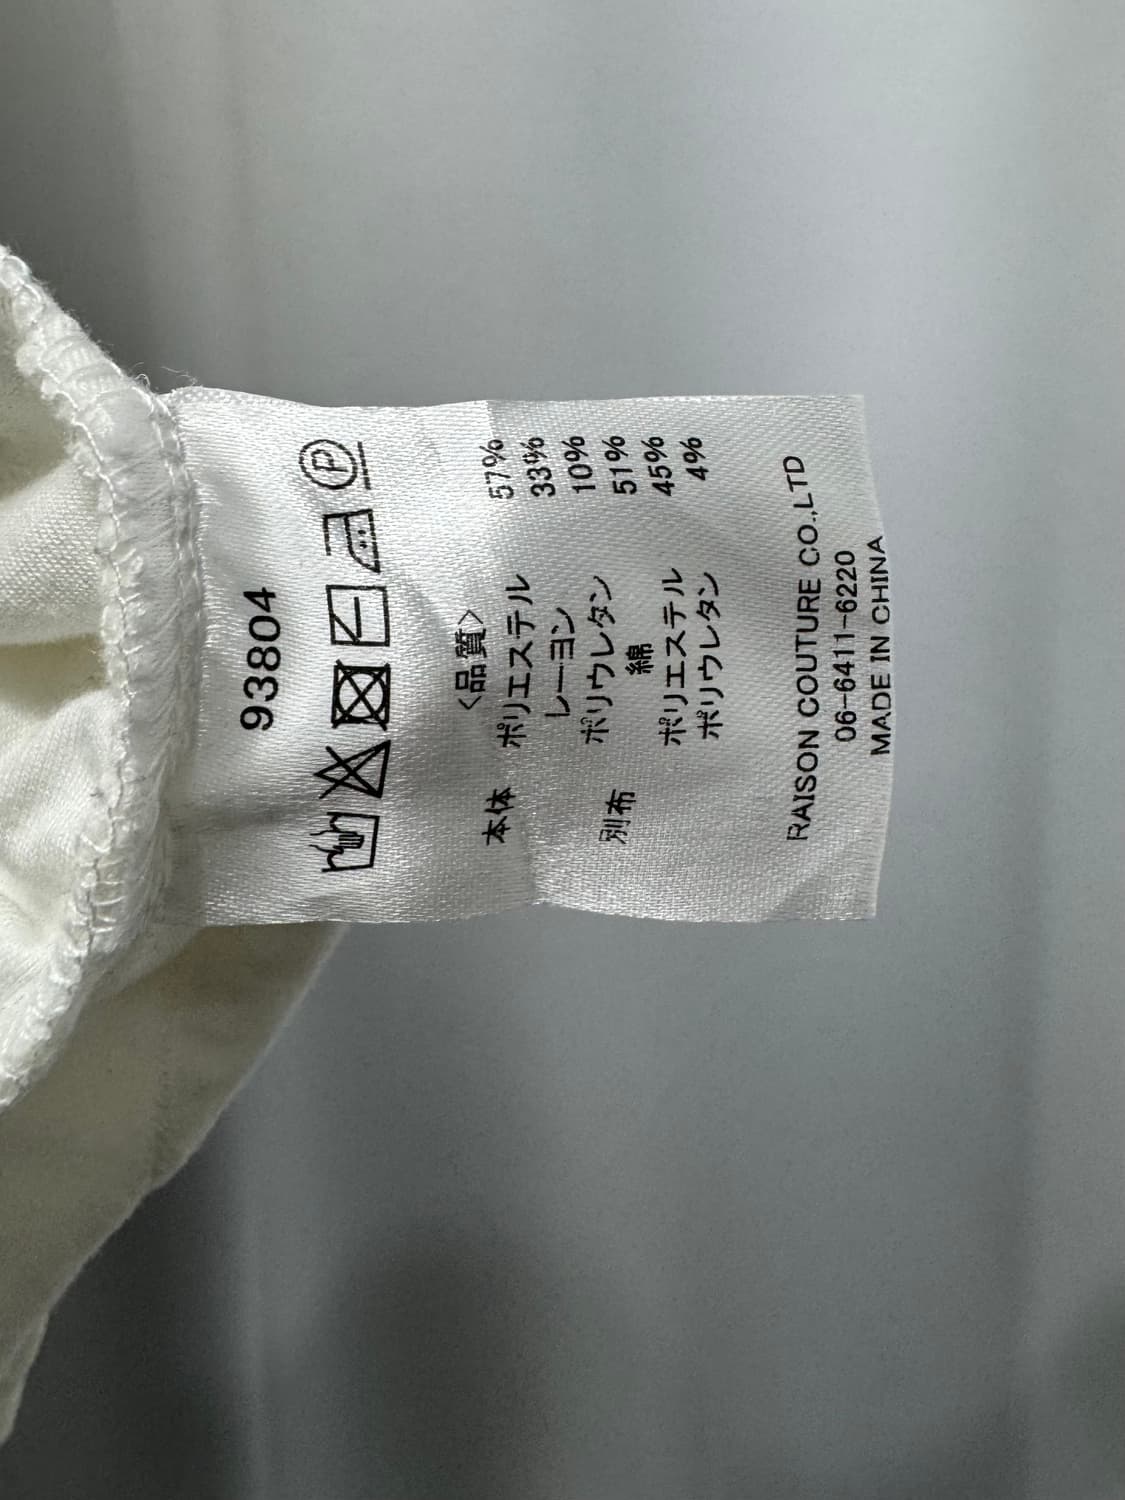 93804
P
<品質>
本体 ポリエステル 57%
レーヨン 33%
ポリウレタン 10%
別布 綿 51%
ポリエステル 45%
ポリウレタン 4%
RAISON COUTURE CO.,LTD
06-6411-6220
MADE IN CHINA